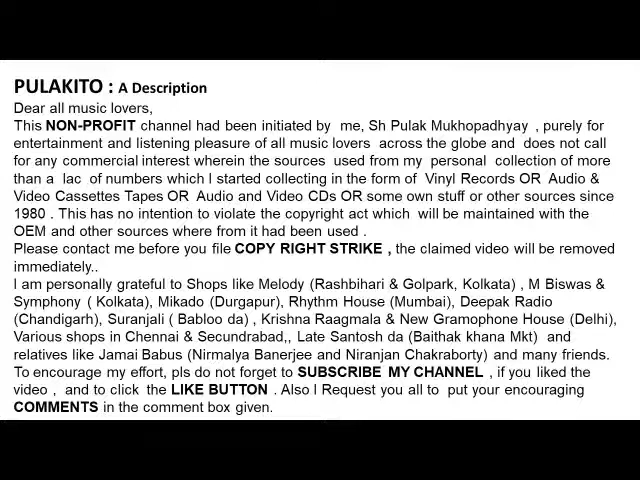 PULAKITO : A Description
Dear all music lovers,
This NON-PROFIT channel had been initiated by me, Sh Pulak Mukhopadhyay , purely for
entertainment and listening pleasure of all music lovers across the globe and does not call
for any commercial interest wherein the sources used from my personal collection of more
than a lac of numbers which I started collecting in the form of Vinyl Records OR Audio &
Video Cassettes Tapes OR Audio and Video CDs OR some own stuff or other sources since
1980 . This has no intention to violate the copyright act which will be maintained with the
OEM and other sources where from it had been used .
Please contact me before you file COPY RIGHT STRIKE , the claimed video will be removed
immediately..
I am personally grateful to Shops like Melody (Rashbihari & Golpark, Kolkata) , M Biswas &
Symphony ( Kolkata), Mikado (Durgapur), Rhythm House (Mumbai), Deepak Radio
(Chandigarh), Suranjali ( Babloo da) , Krishna Raagmala & New Gramophone House (Delhi),
Various shops in Chennai & Secundrabad,, Late Santosh da (Baithak khana Mkt) and
relatives like Jamai Babus (Nirmalya Banerjee and Niranjan Chakraborty) and many friends.
To encourage my effort, pls do not forget to SUBSCRIBE MY CHANNEL , if you liked the
video , and to click the LIKE BUTTON . Also I Request you all to put your encouraging
COMMENTS in the comment box given.